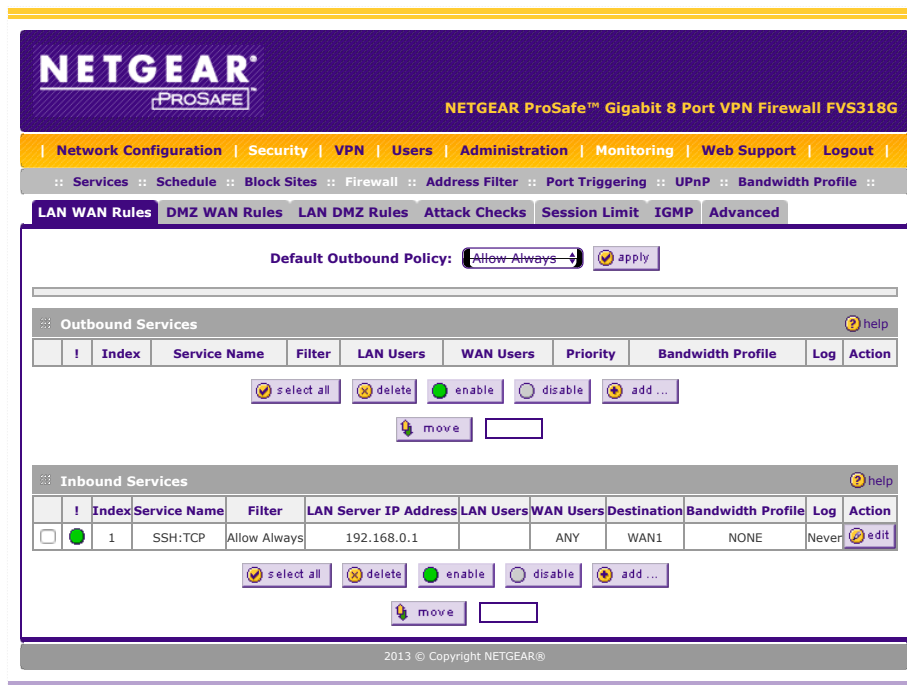 NETGEAR®
PROSAFE
NETGEAR ProSafe™ Gigabit 8 Port VPN Firewall FVS318G
| Network Configuration | Security | VPN | Users | Administration | Monitoring | Web Support | Logout |
:: Services :: Schedule :: Block Sites :: Firewall :: Address Filter :: Port Triggering :: UPnP :: Bandwidth Profile ::
LAN WAN Rules DMZ WAN Rules LAN DMZ Rules Attack Checks Session Limit IGMP Advanced
Default Outbound Policy: Allow Always apply
Outbound Services ? help
! Index Service Name Filter LAN Users WAN Users Priority Bandwidth Profile Log Action
select all delete enable disable add ...
move
Inbound Services ? help
! Index Service Name Filter LAN Server IP Address LAN Users WAN Users Destination Bandwidth Profile Log Action
1 SSH:TCP Allow Always 192.168.0.1 ANY WAN1 NONE Never edit
select all delete enable disable add ...
move
2013 © Copyright NETGEAR®